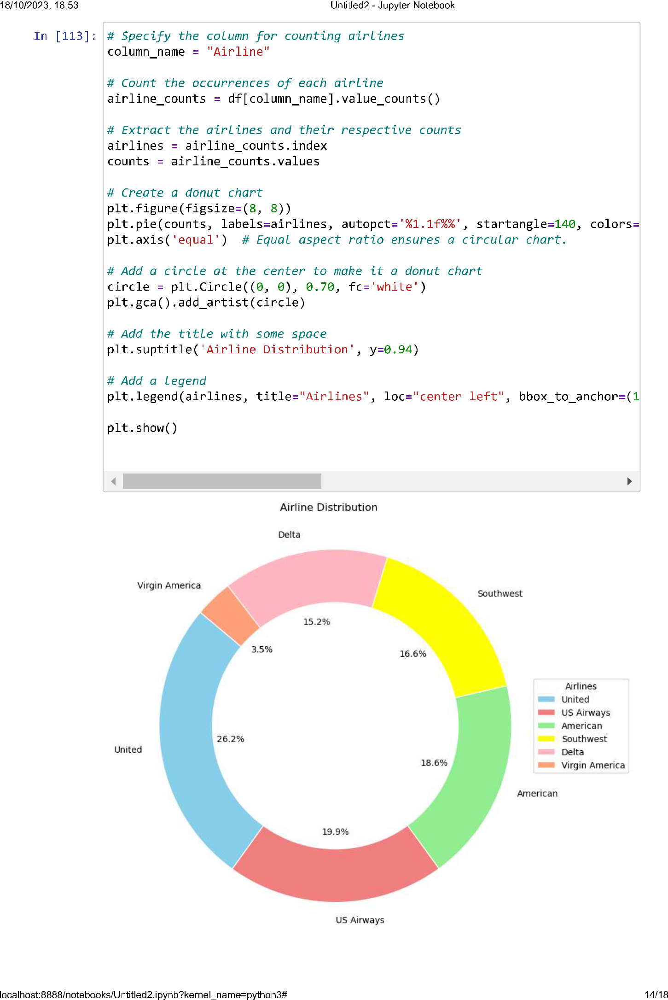 18/10/2023, 18:53
Untitled2 - Jupyter Notebook
In [113]:
# Specify the column for counting airlines
column_name = "Airline"
# Count the occurrences of each airline
airline_counts = df[column_name].value_counts()
# Extract the airlines and their respective counts
airlines = airline_counts.index
counts = airline_counts.values
# Create a donut chart
plt.figure(figsize=(8, 8))
plt.pie(counts, labels=airlines, autopct='%1.1f%%', startangle=140, colors=
plt.axis('equal')  # Equal aspect ratio ensures a circular chart.
# Add a circle at the center to make it a donut chart
circle = plt.Circle((0, 0), 0.70, fc='white')
plt.gca().add_artist(circle)
# Add the title with some space
plt.suptitle('Airline Distribution', y=0.94)
# Add a legend
plt.legend(airlines, title="Airlines", loc="center left", bbox_to_anchor=(1
plt.show()
Airline Distribution
Delta
Virgin America
Southwest
15.2%
3.5%
16.6%
Airlines
United
US Airways
American
Southwest
Delta
Virgin America
26.2%
United
18.6%
American
19.9%
US Airways
localhost:8888/notebooks/Untitled2.ipynb?kernel_name=python3#
14/18